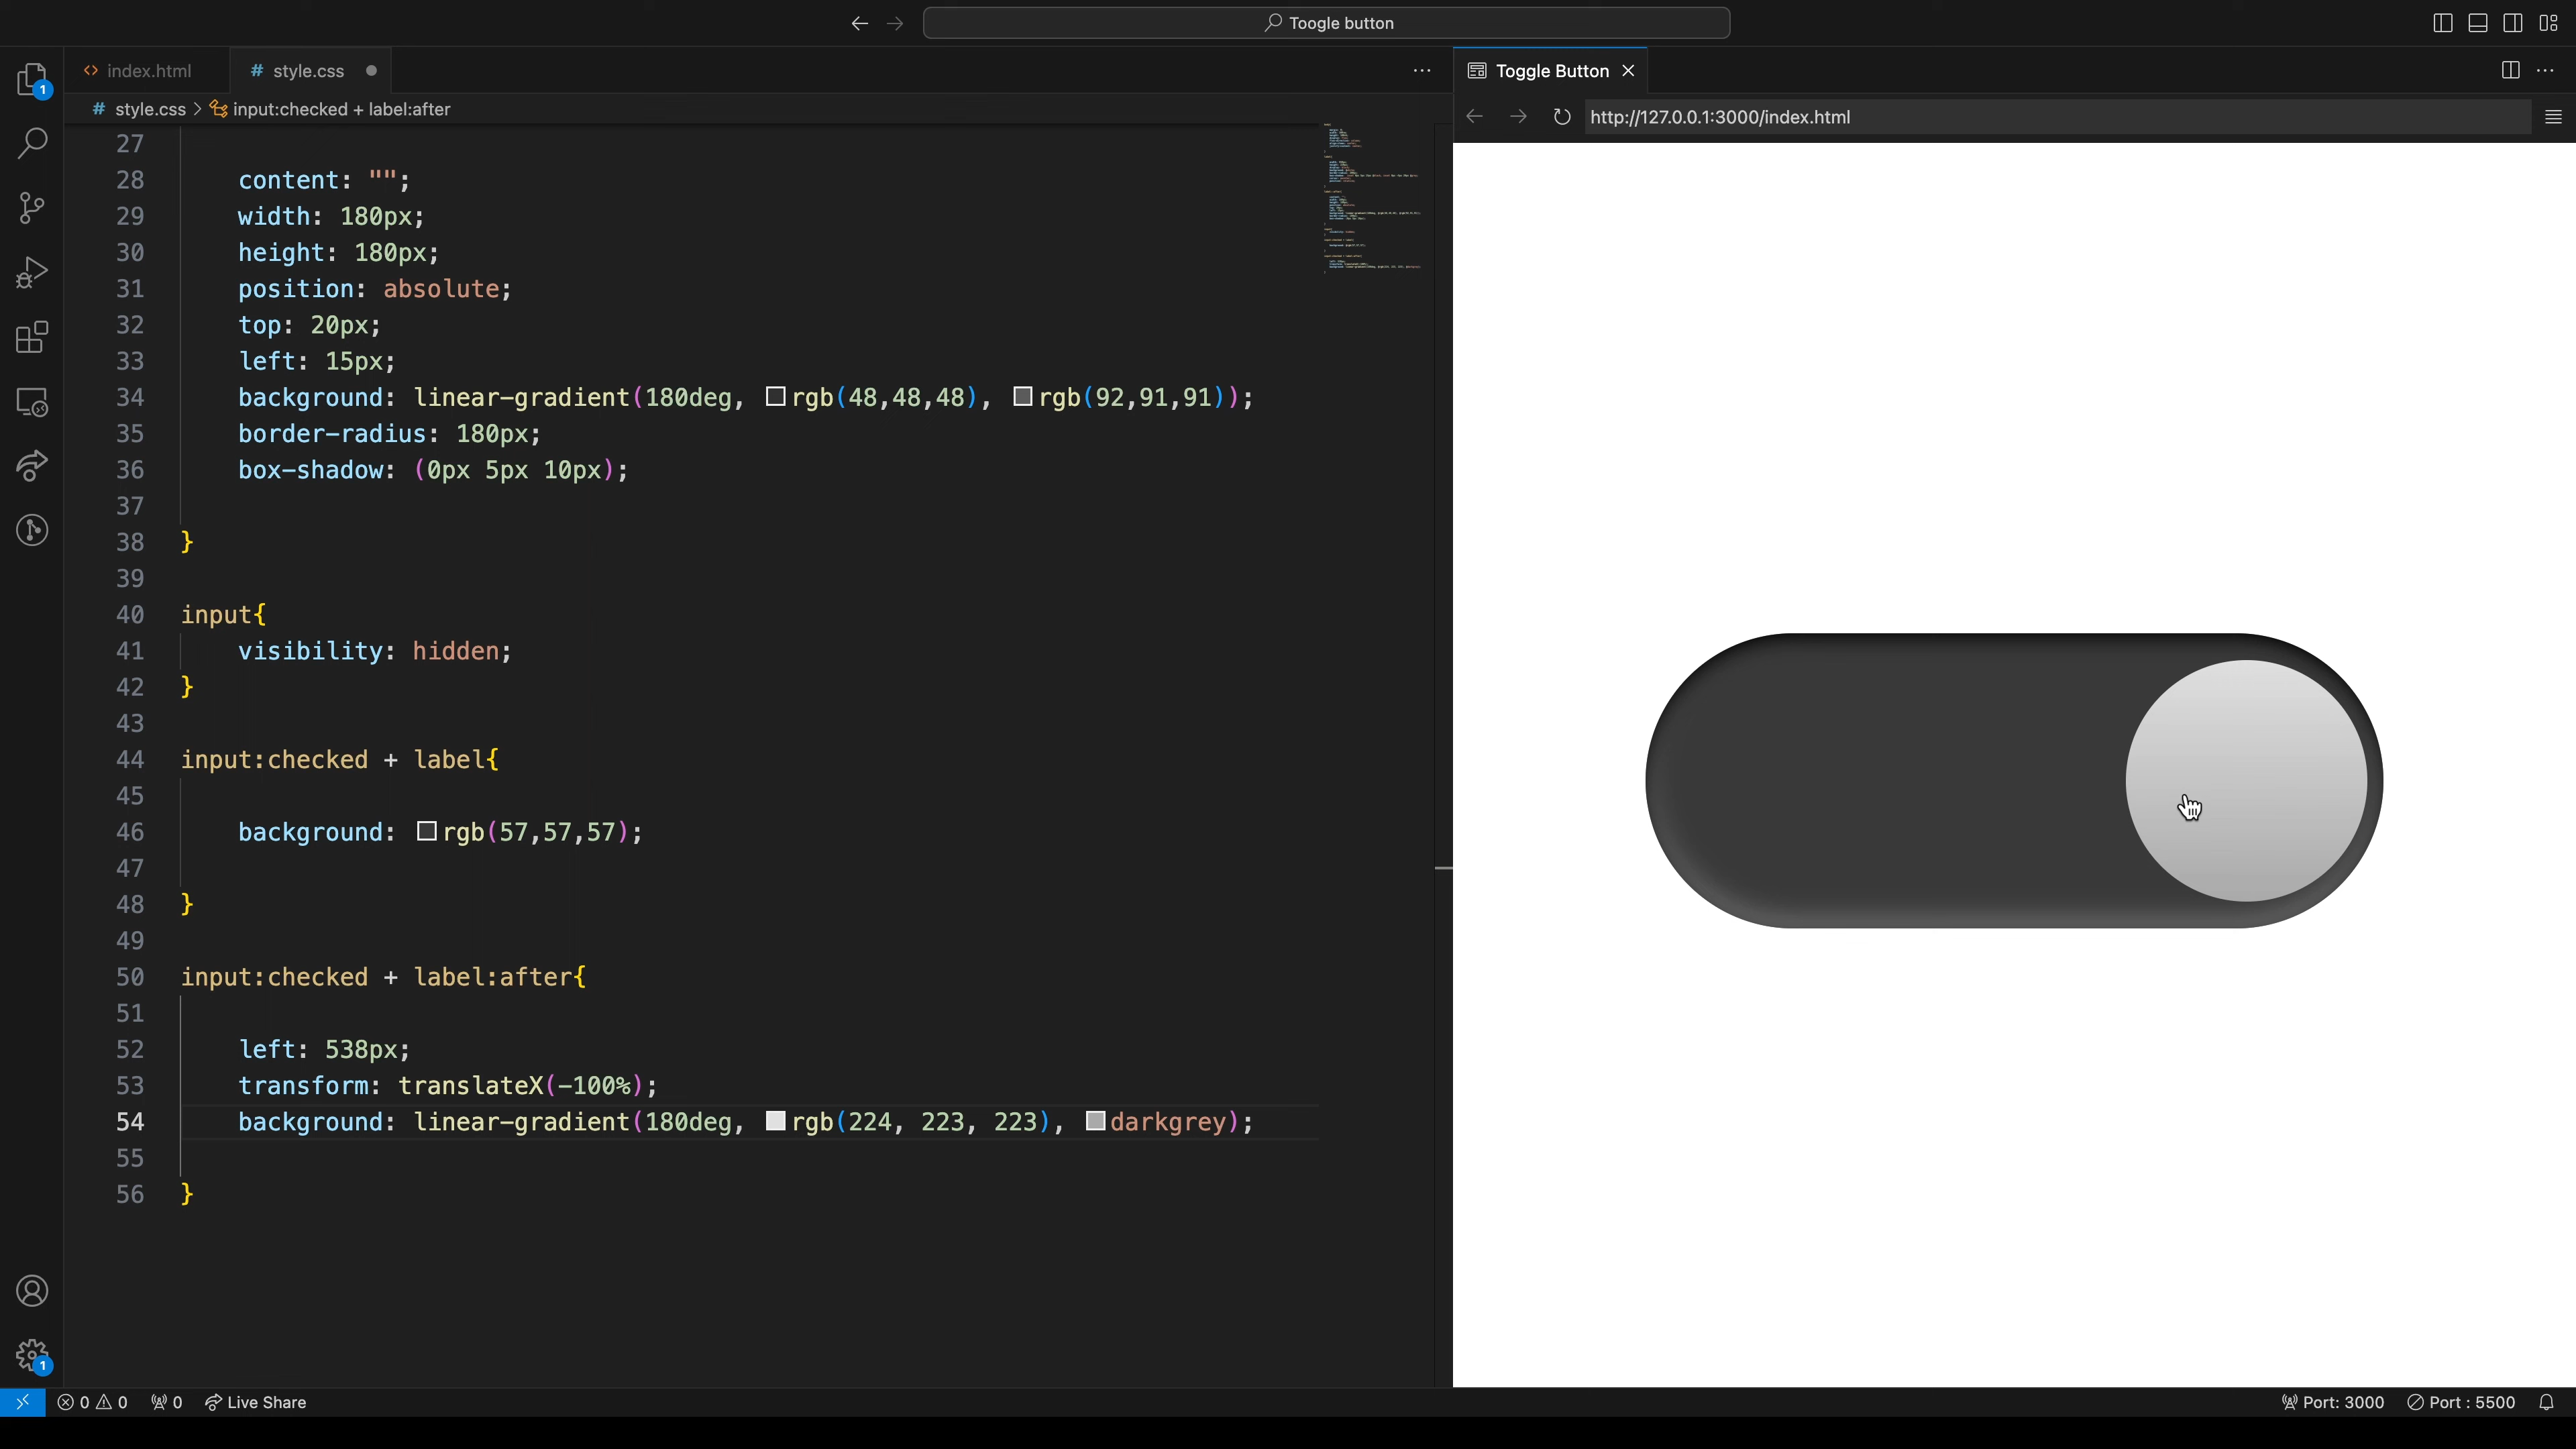 Toogle button
index.html
# style.css
Toggle Button
# style.css > input:checked + label:after
http://127.0.0.1:3000/index.html
27
28 content: "";
29 width: 180px;
30 height: 180px;
31 position: absolute;
32 top: 20px;
33 left: 15px;
34 background: linear-gradient(180deg, rgb(48,48,48), rgb(92,91,91));
35 border-radius: 180px;
36 box-shadow: (0px 5px 10px);
37
38 }
39
40 input{
41 visibility: hidden;
42 }
43
44 input:checked + label{
45
46 background: rgb(57,57,57);
47
48 }
49
50 input:checked + label:after{
51
52 left: 538px;
53 transform: translateX(-100%);
54 background: linear-gradient(180deg, rgb(224, 223, 223), darkgrey);
55
56 }
1
1
0 0 0 Live Share
Port: 3000 Port : 5500